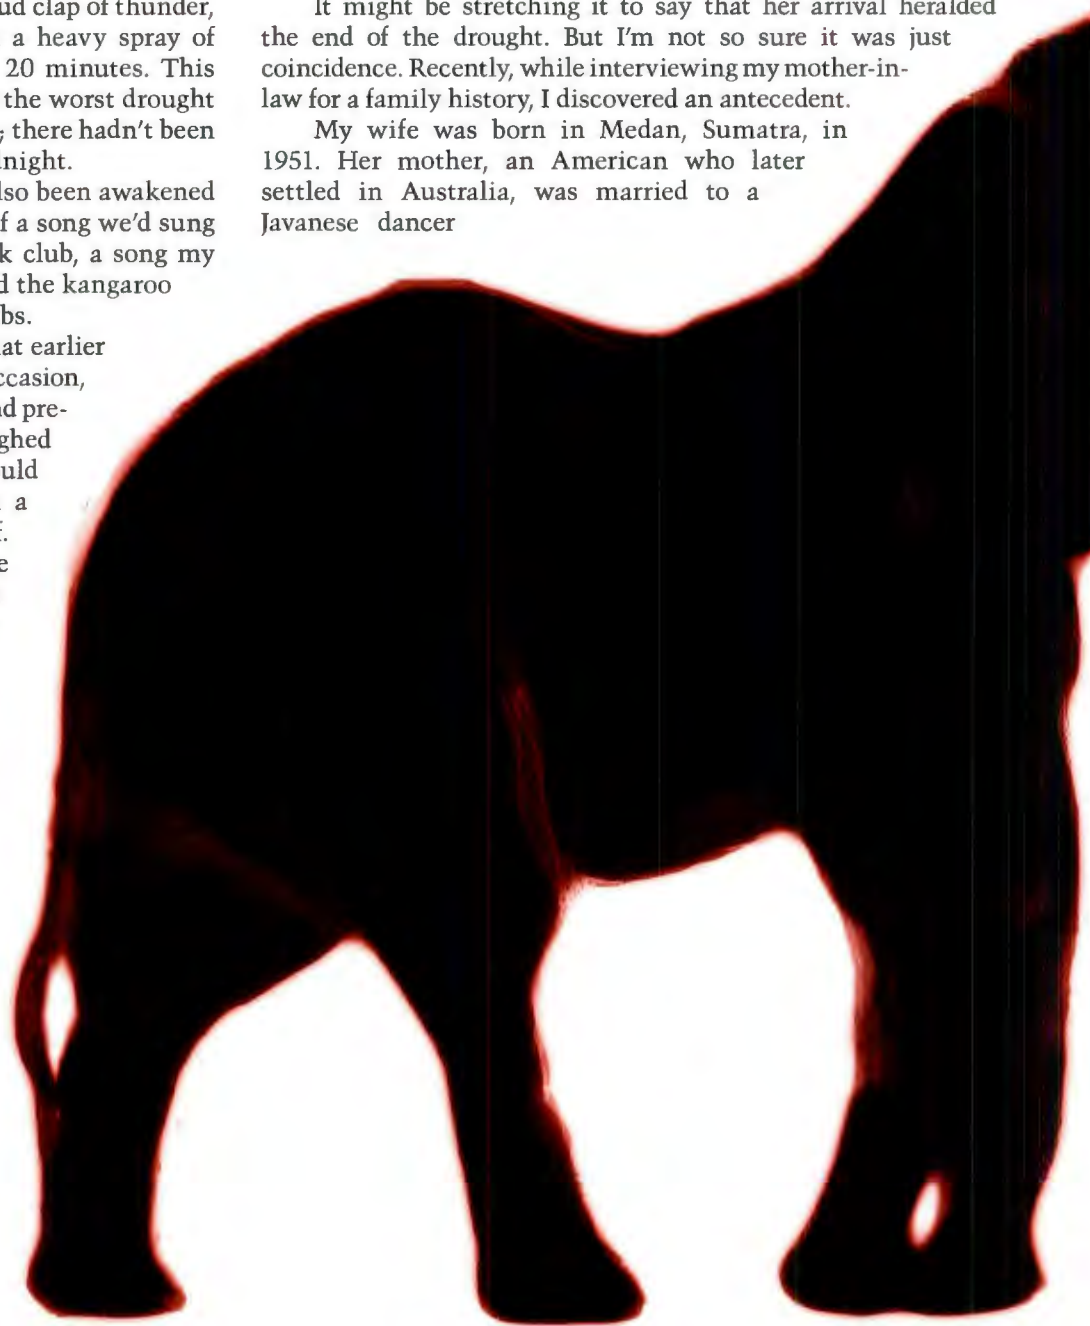 clap of thunder,
a heavy spray of
20 minutes. This
the worst drought
there hadn't been
night.
lso been awakened
f a song we'd sung
k club, a song my
the kangaroo
bs.
at earlier
ccasion,
d pre-
ghed
uld
a
f.
e
It might be stretching it to say that her arrival heralded
the end of the drought. But I'm not so sure it was just
coincidence. Recently, while interviewing my mother-in-
law for a family history, I discovered an antecedent.
My wife was born in Medan, Sumatra, in
1951. Her mother, an American who later
settled in Australia, was married to a
Javanese dancer